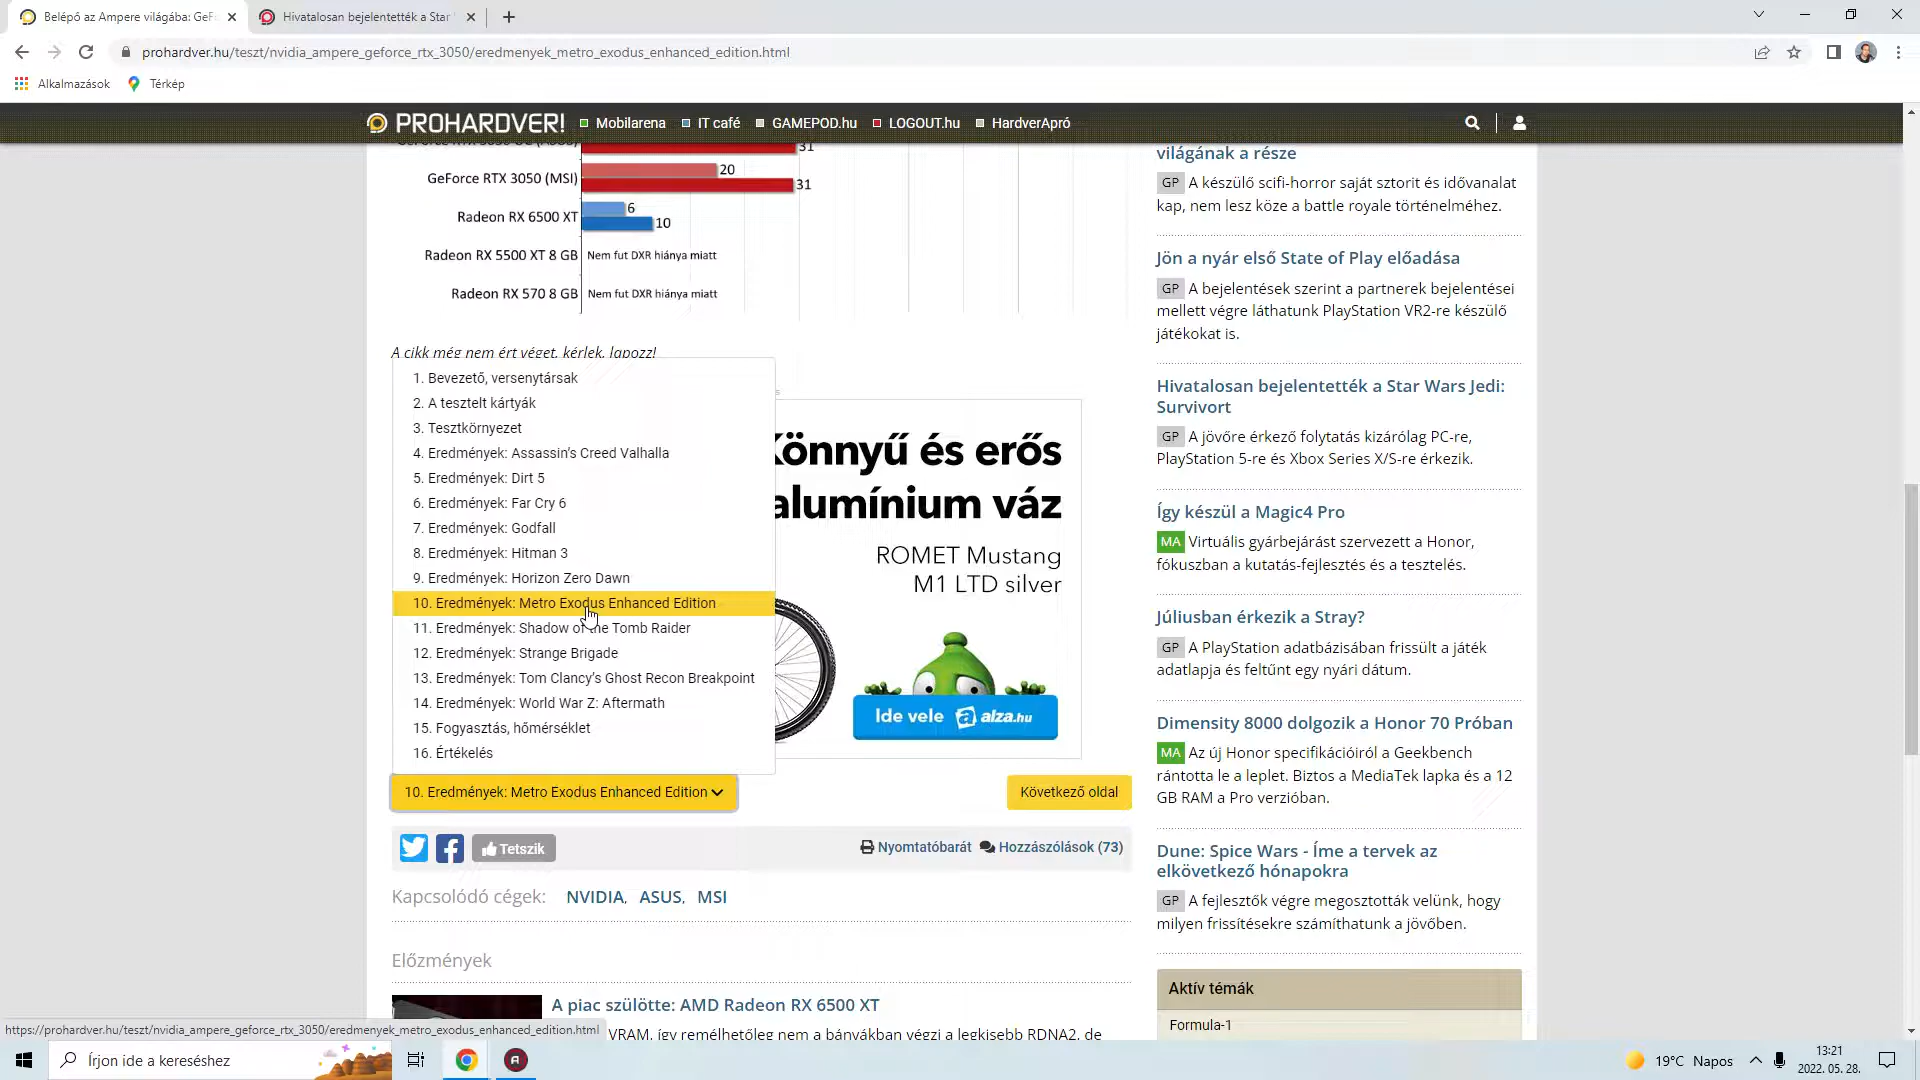 Belépő az Ampere világába: GeF
Hivatalosan bejelentették a Star
prohardver.hu/teszt/nvidia_ampere_geforce_rtx_3050/eredmenyek_metro_exodus_enhanced_edition.html
Alkalmazások
Térkép
PROHARDVER!
Mobilarena
IT café
GAMEPOD.hu
LOGOUT.hu
HardverApró
31
GeForce RTX 3050 (MSI)
20
31
Radeon RX 6500 XT
6
10
Radeon RX 5500 XT 8 GB
Nem fut DXR hiánya miatt
Radeon RX 570 8 GB
Nem fut DXR hiánya miatt
A cikk még nem ért véget, kérlek, lapozz!
1. Bevezető, versenytársak
2. A tesztelt kártyák
3. Tesztkörnyezet
4. Eredmények: Assassin's Creed Valhalla
5. Eredmények: Dirt 5
6. Eredmények: Far Cry 6
7. Eredmények: Godfall
8. Eredmények: Hitman 3
9. Eredmények: Horizon Zero Dawn
10. Eredmények: Metro Exodus Enhanced Edition
11. Eredmények: Shadow of the Tomb Raider
12. Eredmények: Strange Brigade
13. Eredmények: Tom Clancy's Ghost Recon Breakpoint
14. Eredmények: World War Z: Aftermath
15. Fogyasztás, hőmérséklet
16. Értékelés
10. Eredmények: Metro Exodus Enhanced Edition
Következő oldal
Könnyű és erős
alumínium váz
ROMET Mustang
M1 LTD silver
Ide vele
alza.hu
Tetszik
Nyomtatóbarát
Hozzászólások (73)
Kapcsolódó cégek:
NVIDIA, ASUS, MSI
Előzmények
A piac szülötte: AMD Radeon RX 6500 XT
VRAM, így remélhetőleg nem a bányákban végzi a legkisebb RDNA2, de
világának a része
GP A készülő scifi-horror saját sztorit és idővanalat
kap, nem lesz köze a battle royale történelméhez.
Jön a nyár első State of Play előadása
GP A bejelentések szerint a partnerek bejelentései
mellett végre láthatunk PlayStation VR2-re készülő
játékokat is.
Hivatalosan bejelentették a Star Wars Jedi:
Survivort
GP A jövőre érkező folytatás kizárólag PC-re,
PlayStation 5-re és Xbox Series X/S-re érkezik.
Így készül a Magic4 Pro
MA Virtuális gyárbejárást szervezett a Honor,
fókuszban a kutatás-fejlesztés és a tesztelés.
Júliusban érkezik a Stray?
GP A PlayStation adatbázisában frissült a játék
adatlapja és feltűnt egy nyári dátum.
Dimensity 8000 dolgozik a Honor 70 Próban
MA Az új Honor specifikációiról a Geekbench
rántotta le a leplet. Biztos a MediaTek lapka és a 12
GB RAM a Pro verzióban.
Dune: Spice Wars - Íme a tervek az
elkövetkező hónapokra
GP A fejlesztők végre megosztották velünk, hogy
milyen frissítésekre számíthatunk a jövőben.
Aktív témák
Formula-1
https://prohardver.hu/teszt/nvidia_ampere_geforce_rtx_3050/eredmenyek_metro_exodus_enhanced_edition.html
Írjon ide a kereséshez
19°C Napos
13:21
2022. 05. 28.